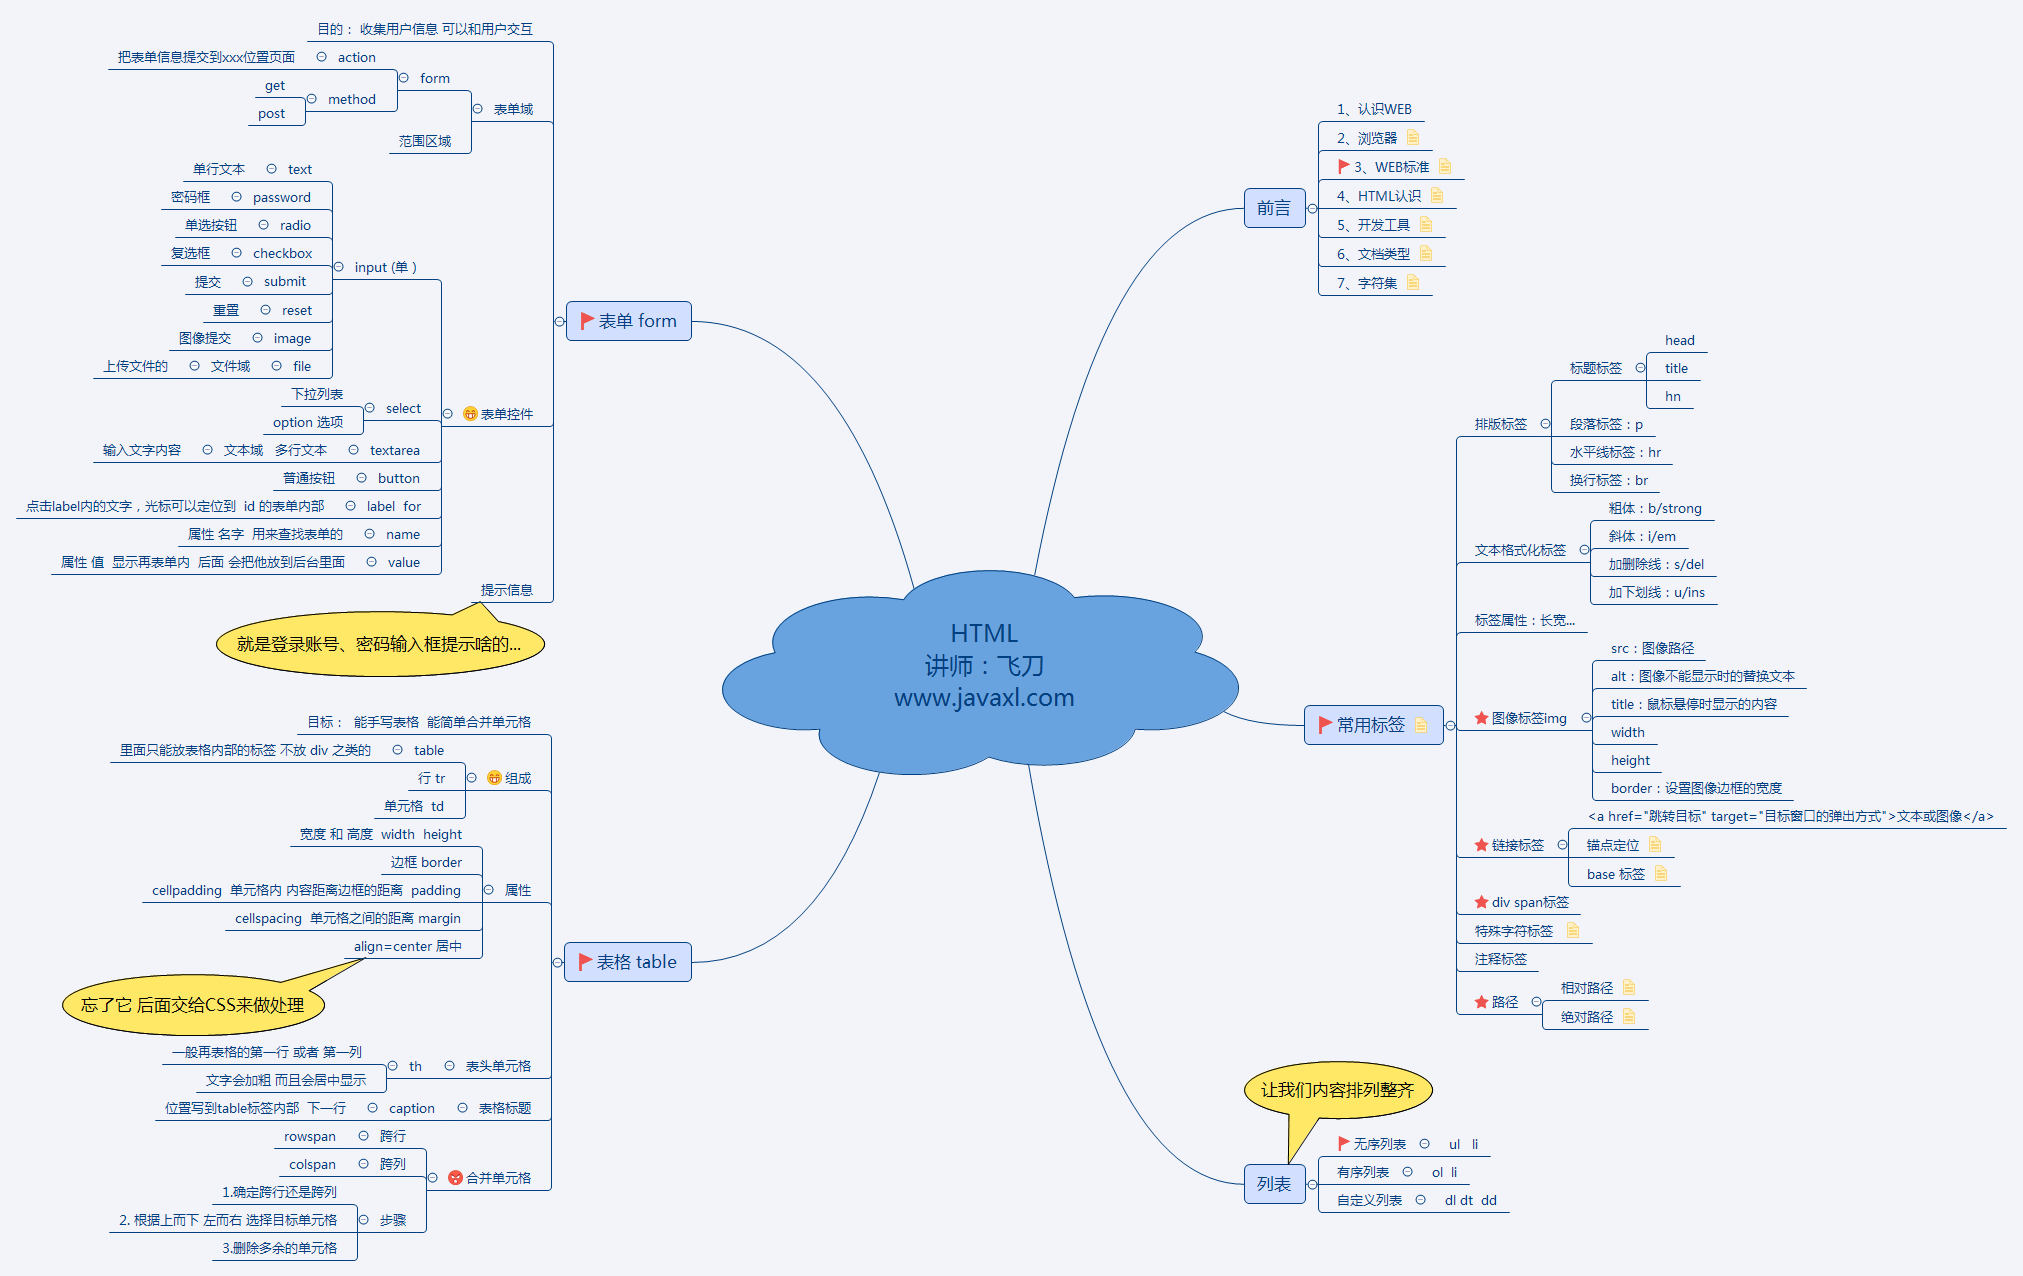 HTML
讲师：飞刀
www.javaxl.com
前言
1、认识WEB
2、浏览器
3、WEB标准
4、HTML认识
5、开发工具
6、文档类型
7、字符集
常用标签
排版标签
标题标签
head
title
hn
段落标签：p
水平线标签：hr
换行标签：br
文本格式化标签
粗体：b/strong
斜体：i/em
加删除线：s/del
加下划线：u/ins
标签属性：长宽...
图像标签img
src：图像路径
alt：图像不能显示时的替换文本
title：鼠标悬停时显示的内容
width
height
border：设置图像边框的宽度
链接标签
<a href="跳转目标" target="目标窗口的弹出方式">文本或图像</a>
锚点定位
base 标签
div span标签
特殊字符标签
注释标签
路径
相对路径
绝对路径
让我们内容排列整齐
列表
无序列表 ul li
有序列表 ol li
自定义列表 dl dt dd
表单 form
目的： 收集用户信息 可以和用户交互
表单域
form
action
把表单信息提交到xxx位置页面
method
get
post
范围区域
表单控件
input (单 )
text 单行文本
password 密码框
radio 单选按钮
checkbox 复选框
submit 提交
reset 重置
image 图像提交
file 文件域 上传文件的
select
下拉列表
option 选项
textarea 文本域 多行文本 输入文字内容
button 普通按钮
label for 点击label内的文字，光标可以定位到 id 的表单内部
name 属性 名字 用来查找表单的
value 属性 值 显示再表单内 后面 会把他放到后台里面
提示信息
就是登录账号、密码输入框提示啥的...
表格 table
目标： 能手写表格 能简单合并单元格
组成
table 里面只能放表格内部的标签 不放 div 之类的
行 tr
单元格 td
属性
宽度 和 高度 width height
边框 border
cellpadding 单元格内 内容距离边框的距离 padding
cellspacing 单元格之间的距离 margin
align=center 居中
忘了它 后面交给CSS来做处理
表头单元格
th
一般再表格的第一行 或者 第一列
文字会加粗 而且会居中显示
表格标题 caption 位置写到table标签内部 下一行
合并单元格
跨行 rowspan
跨列 colspan
步骤
1.确定跨行还是跨列
2. 根据上而下 左而右 选择目标单元格
3.删除多余的单元格